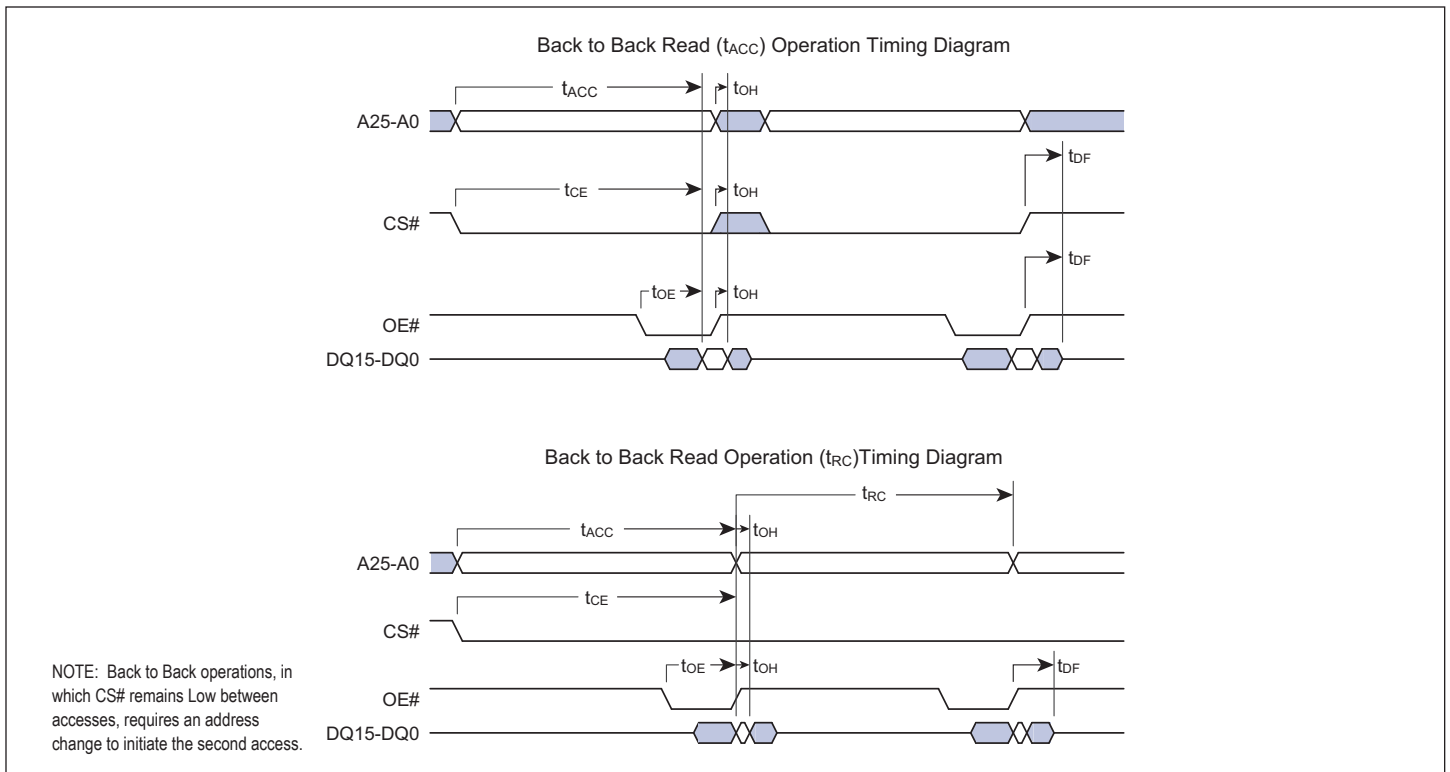 Back to Back Read (tACC) Operation Timing Diagram
tACC
tOH
A25-A0
tDF
tCE
tOH
CS#
tDF
tOE
tOH
OE#
DQ15-DQ0
Back to Back Read Operation (tRC)Timing Diagram
tRC
tACC
tOH
A25-A0
tCE
CS#
tOE
tOH
tDF
OE#
DQ15-DQ0
NOTE: Back to Back operations, in
which CS# remains Low between
accesses, requires an address
change to initiate the second access.